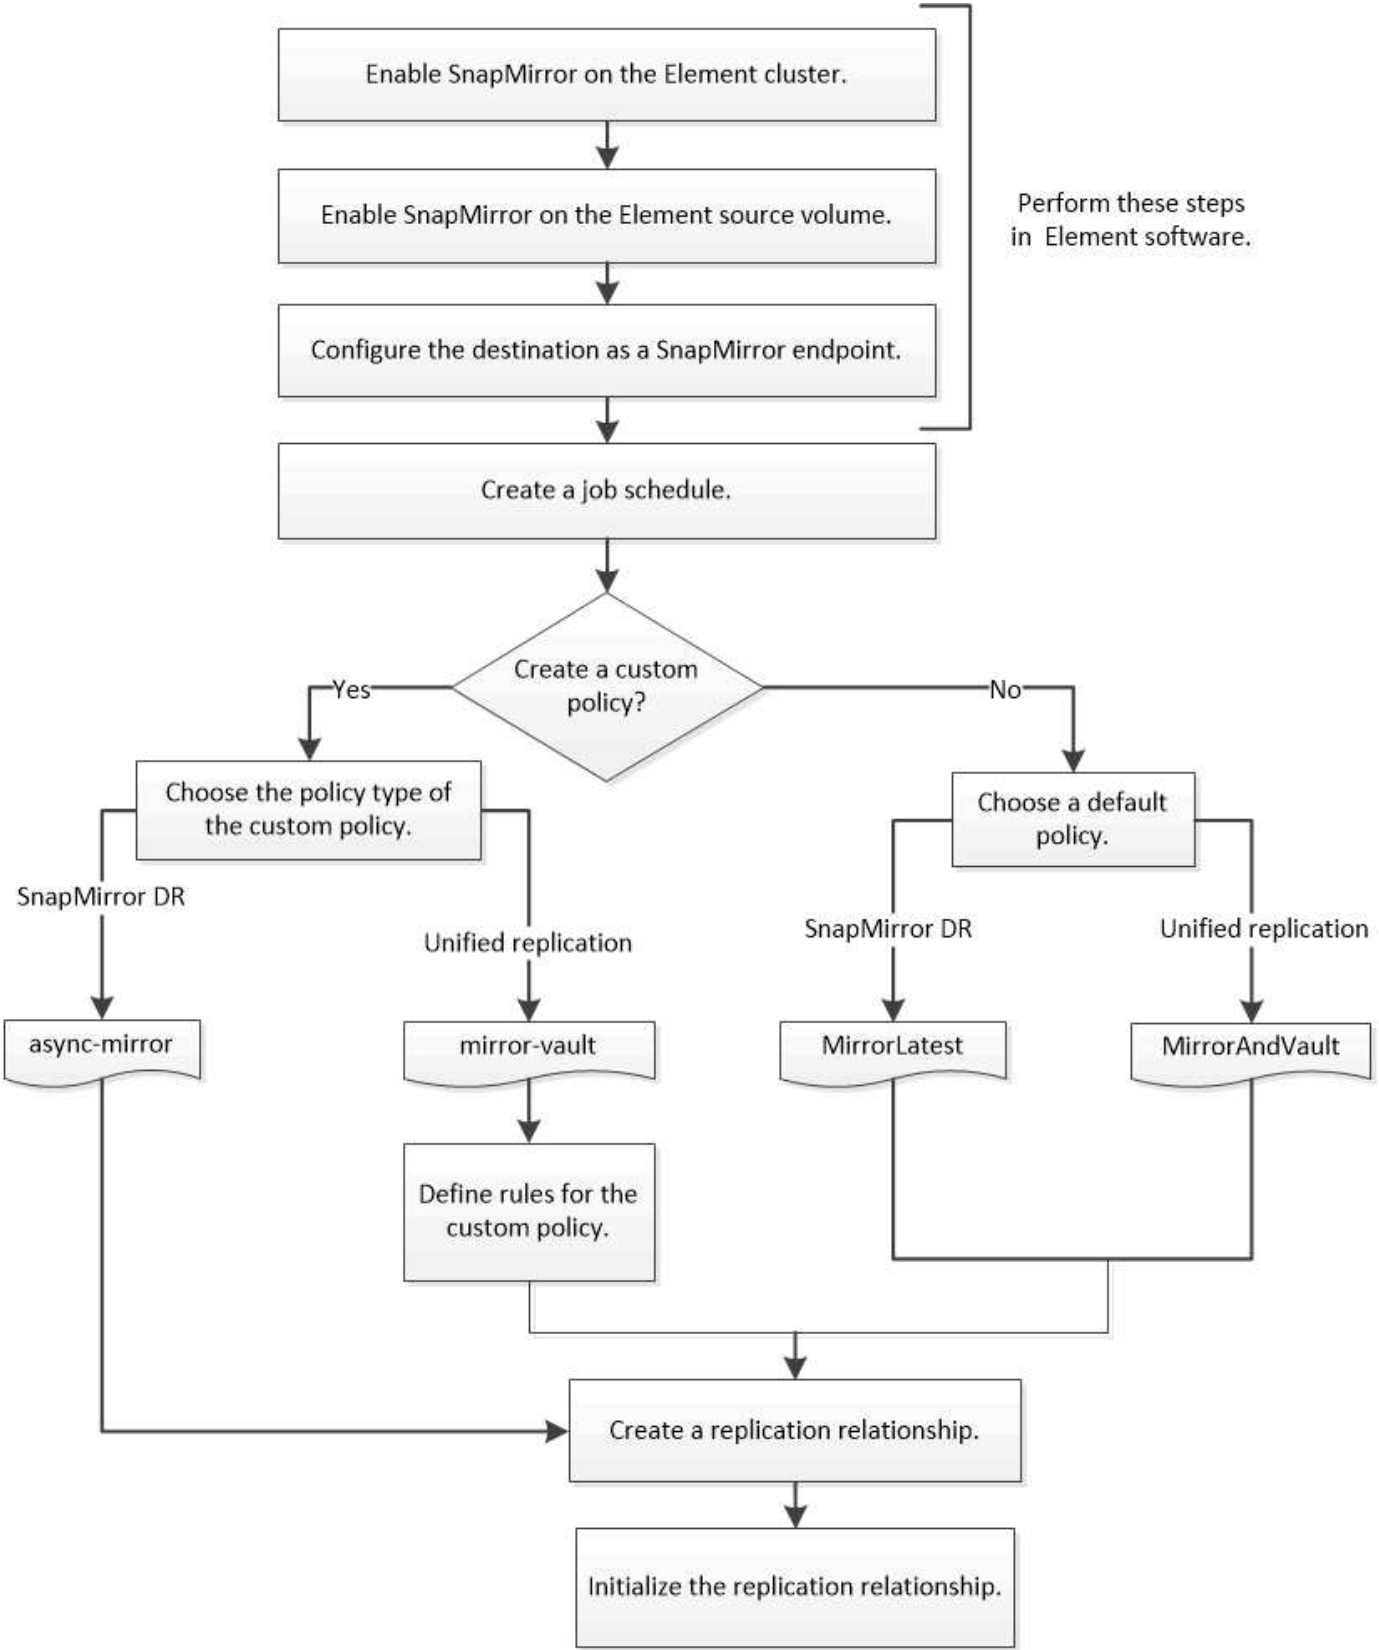 Enable SnapMirror on the Element cluster.
Enable SnapMirror on the Element source volume.
Perform these steps
in Element software.
Configure the destination as a SnapMirror endpoint.
Create a job schedule.
Create a custom
policy?
Yes
No
Choose the policy type of
the custom policy.
Choose a default
policy.
SnapMirror DR
Unified replication
SnapMirror DR
Unified replication
async-mirror
mirror-vault
MirrorLatest
MirrorAndVault
Define rules for the
custom policy.
Create a replication relationship.
Initialize the replication relationship.